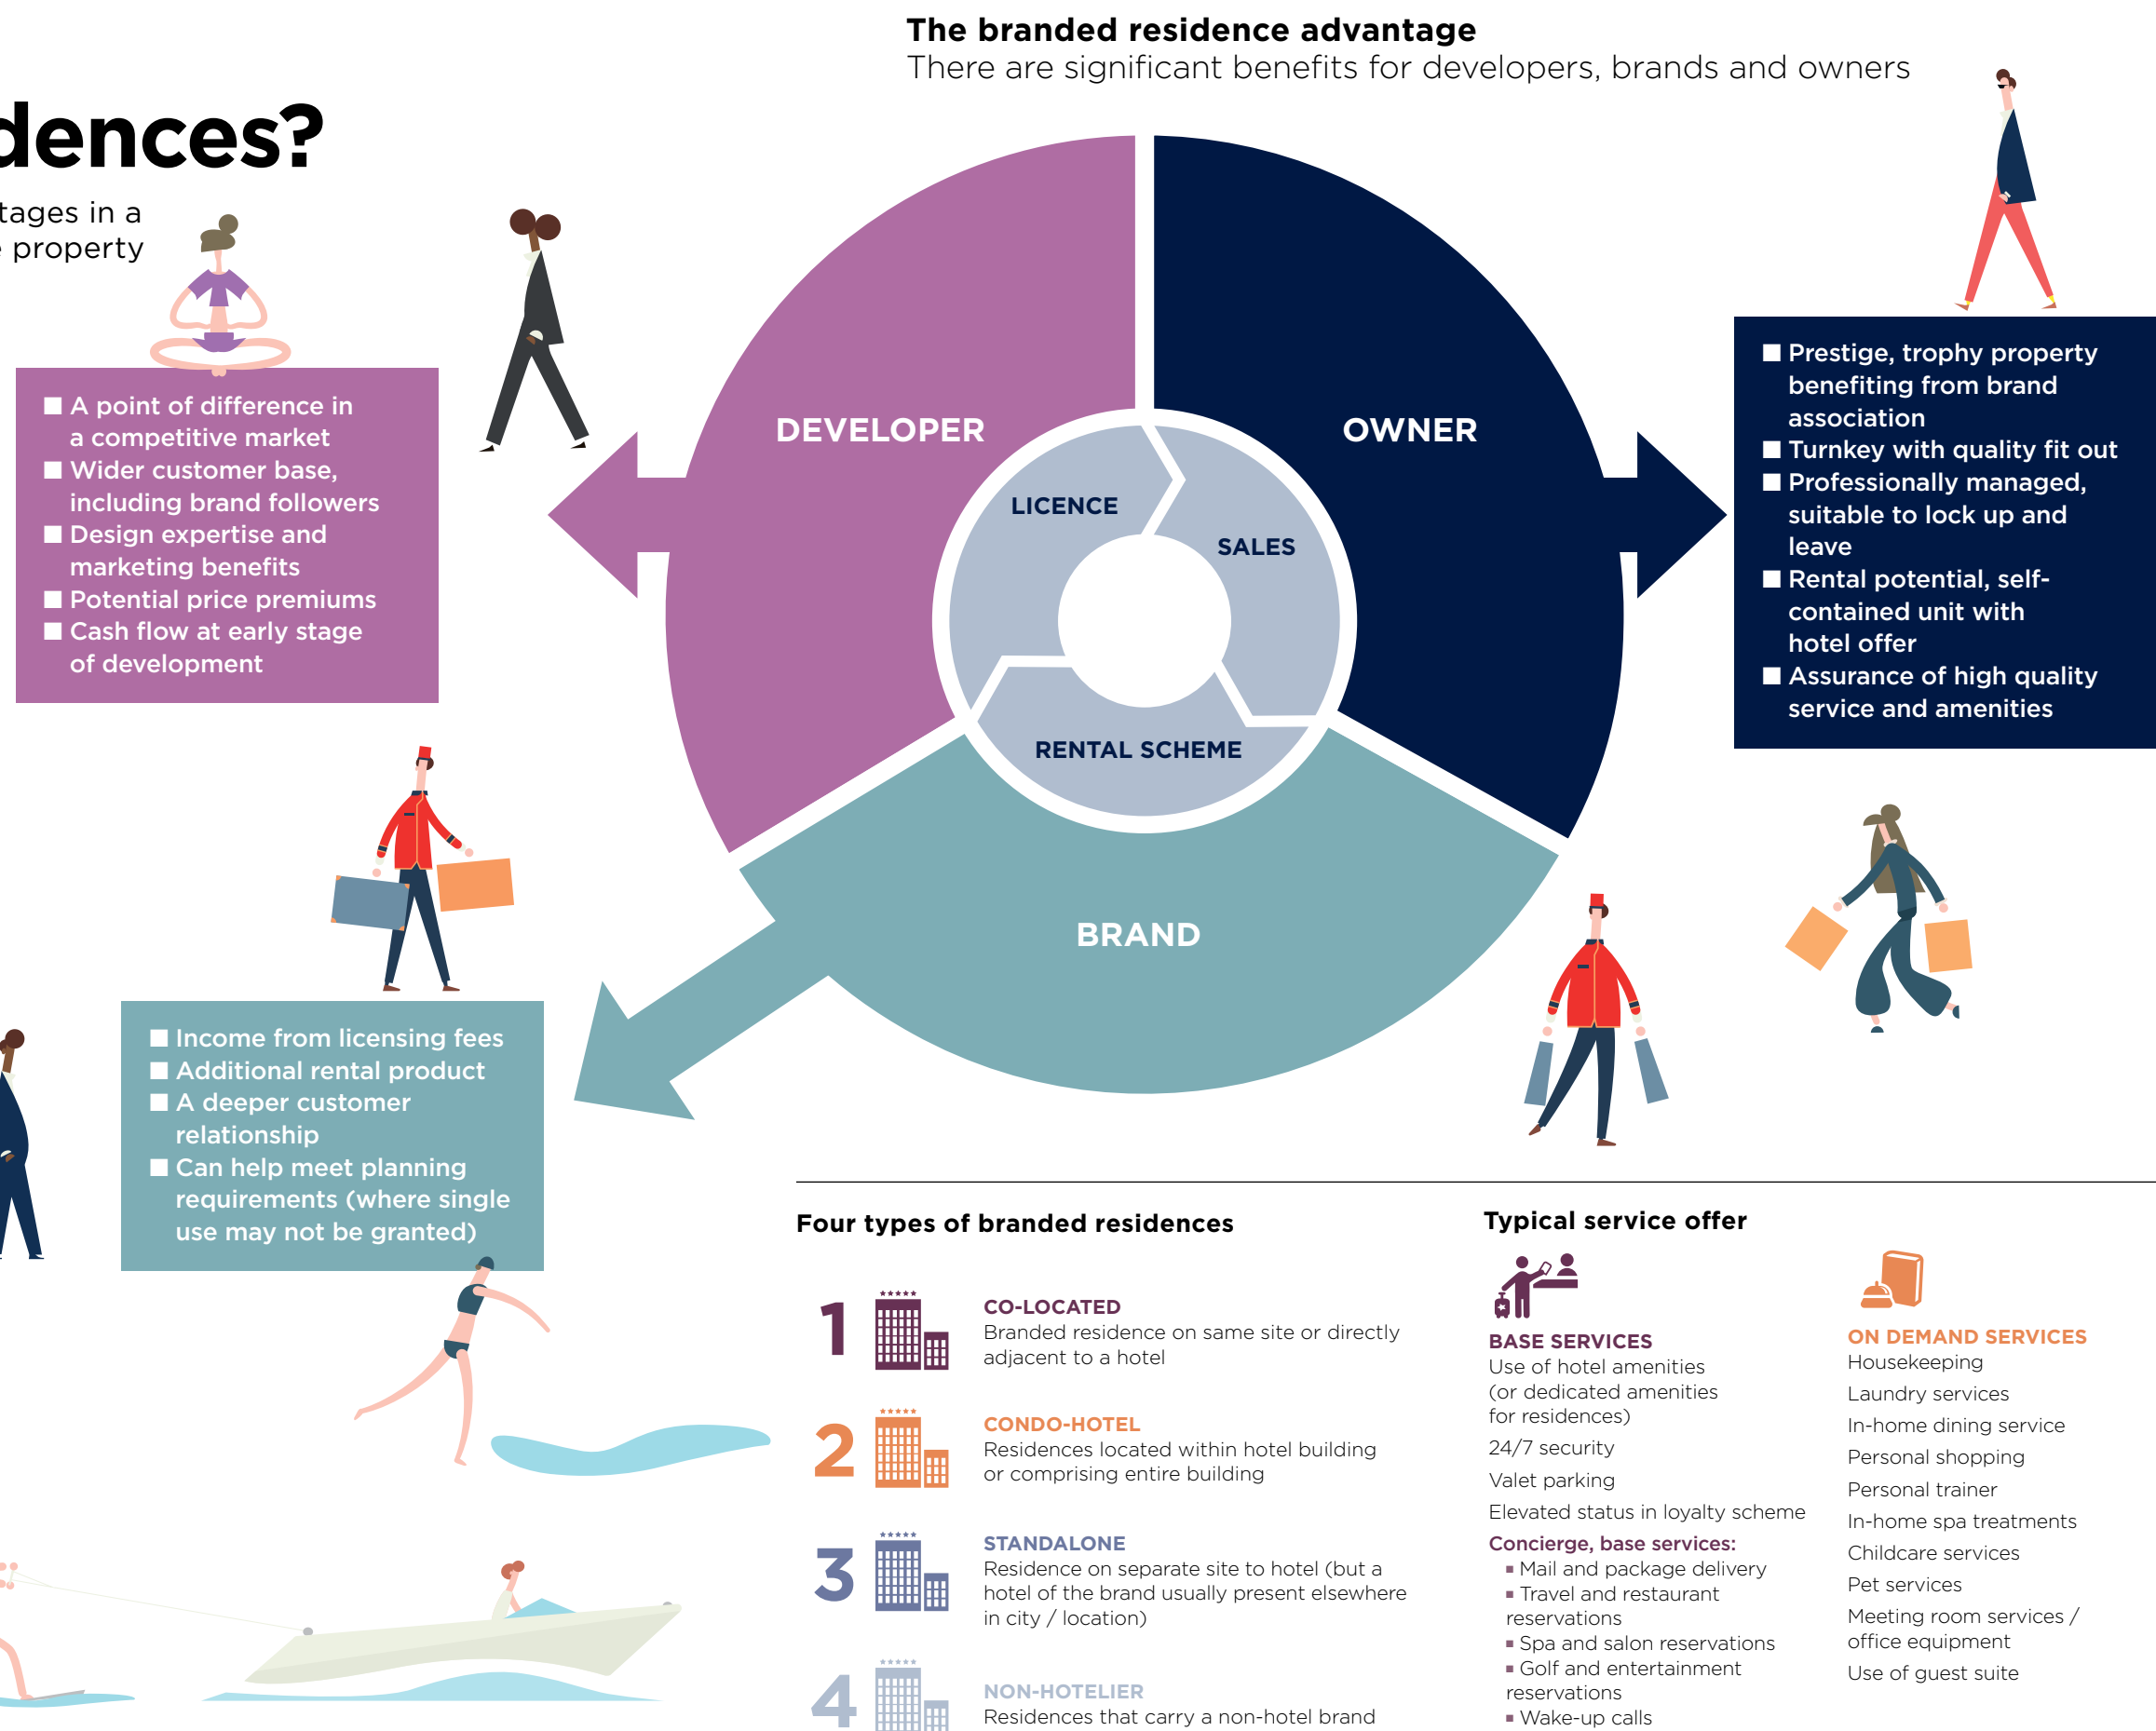 The branded residence advantage
There are significant benefits for developers, brands and owners
dences?
tages in a
e property
DEVELOPER
OWNER
LICENCE
SALES
RENTAL SCHEME
BRAND
■ A point of difference in
a competitive market
■ Wider customer base,
including brand followers
■ Design expertise and
marketing benefits
■ Potential price premiums
■ Cash flow at early stage
of development
■ Prestige, trophy property
benefiting from brand
association
■ Turnkey with quality fit out
■ Professionally managed,
suitable to lock up and
leave
■ Rental potential, self-
contained unit with
hotel offer
■ Assurance of high quality
service and amenities
■ Income from licensing fees
■ Additional rental product
■ A deeper customer
relationship
■ Can help meet planning
requirements (where single
use may not be granted)
Four types of branded residences
1
CO-LOCATED
Branded residence on same site or directly
adjacent to a hotel
2
CONDO-HOTEL
Residences located within hotel building
or comprising entire building
3
STANDALONE
Residence on separate site to hotel (but a
hotel of the brand usually present elsewhere
in city / location)
4
NON-HOTELIER
Residences that carry a non-hotel brand
Typical service offer
BASE SERVICES
Use of hotel amenities
(or dedicated amenities
for residences)
24/7 security
Valet parking
Elevated status in loyalty scheme
Concierge, base services:
■ Mail and package delivery
■ Travel and restaurant
reservations
■ Spa and salon reservations
■ Golf and entertainment
reservations
■ Wake-up calls
ON DEMAND SERVICES
Housekeeping
Laundry services
In-home dining service
Personal shopping
Personal trainer
In-home spa treatments
Childcare services
Pet services
Meeting room services /
office equipment
Use of guest suite